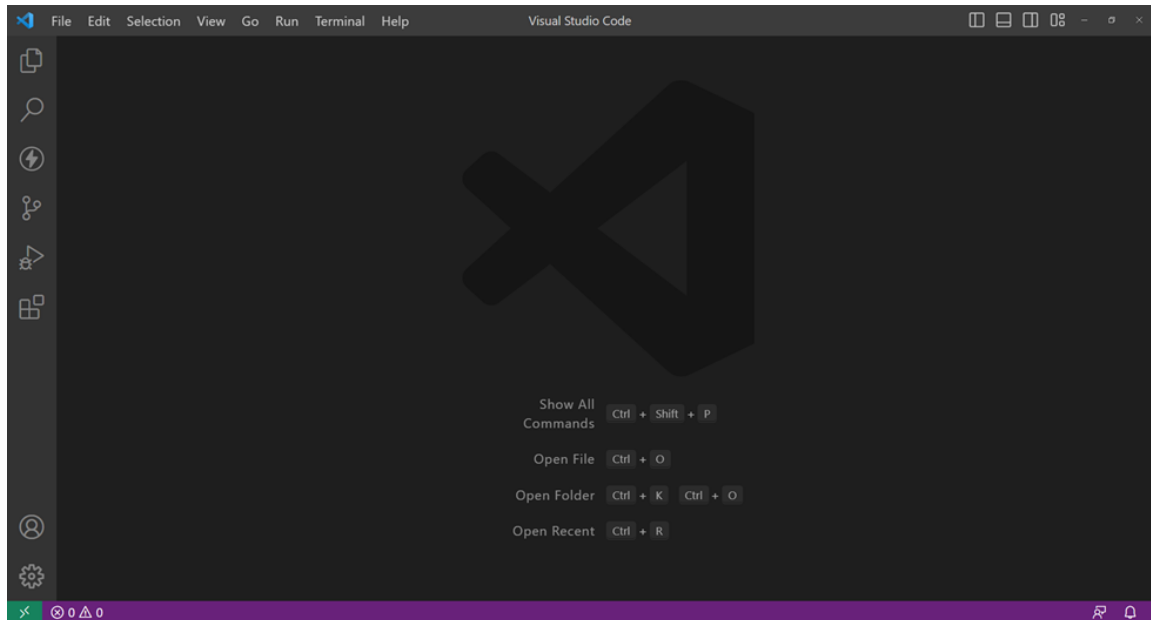 File Edit Selection View Go Run Terminal Help Visual Studio Code
Show All
Commands Ctrl + Shift + P
Open File Ctrl + O
Open Folder Ctrl + K Ctrl + O
Open Recent Ctrl + R
0 0